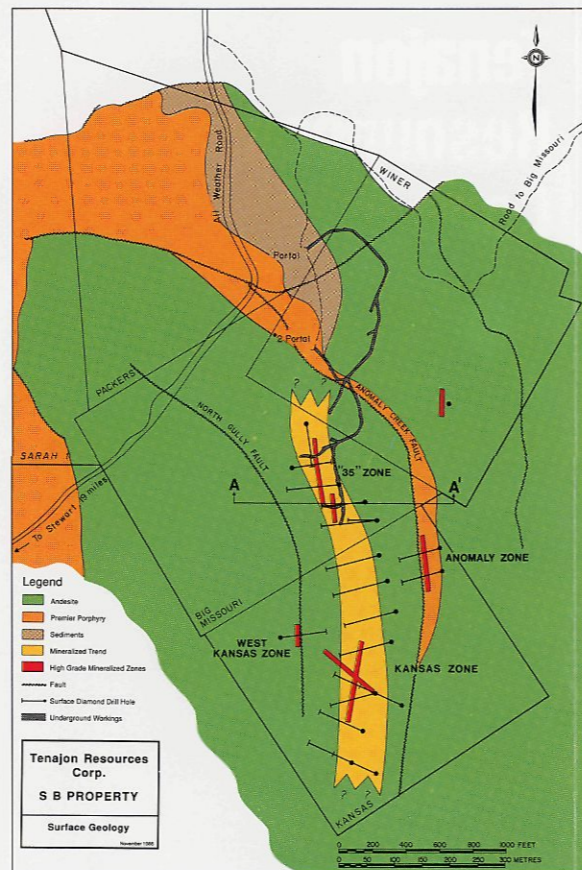 N
All Weather Road
WINER
Road to Big Missouri
Portal
2 Portal
PACKERS
NORTH GULLY FAULT
ANOMALY CREEK FAULT
? ?
SARAH 1
"35" ZONE
A
A'
To Stewart 19 miles
ANOMALY ZONE
BIG
MISSOURI
WEST
KANSAS ZONE
KANSAS ZONE
? ?
KANSAS
Legend
Andesite
Premier Porphyry
Sediments
Mineralized Trend
High Grade Mineralized Zones
Fault
Surface Diamond Drill Hole
Underground Workings
Tenajon Resources
Corp.
S B PROPERTY
Surface Geology
0 200 400 600 800 1000 FEET
0 50 100 150 200 250 300 METRES